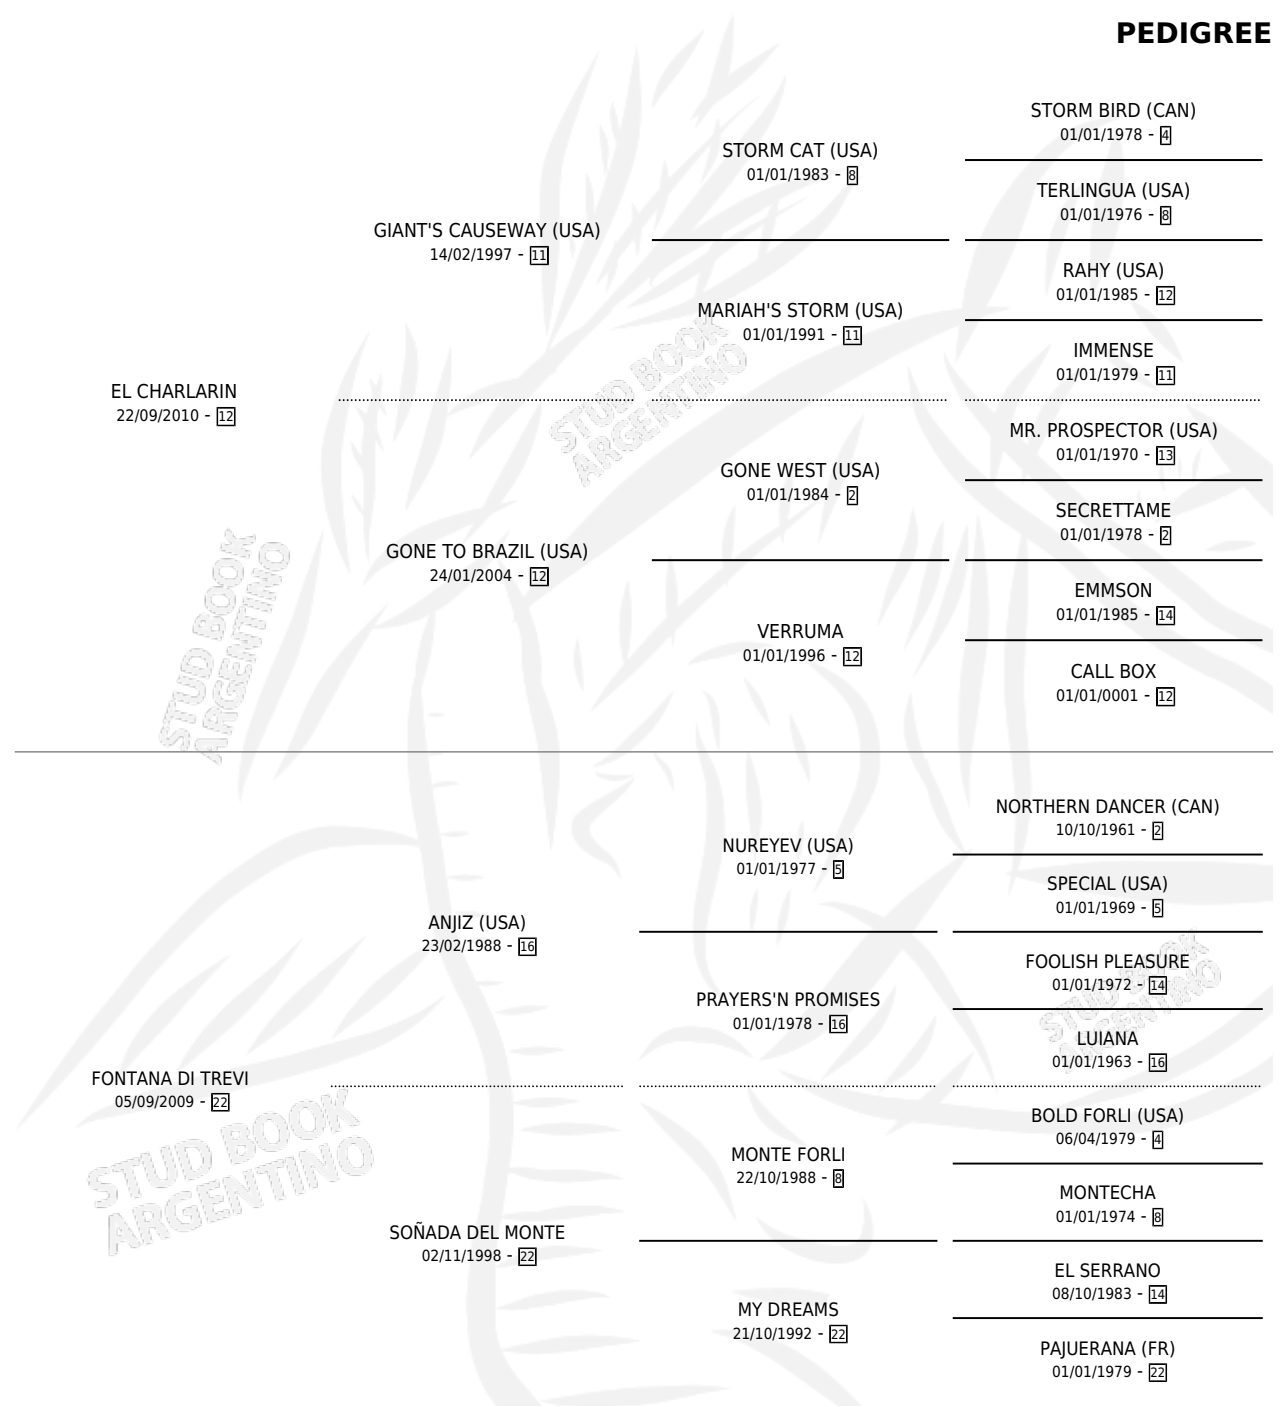 PEDIGREE
STORM BIRD (CAN)
01/01/1978 - 4
STORM CAT (USA)
01/01/1983 - 8
TERLINGUA (USA)
01/01/1976 - 8
GIANT'S CAUSEWAY (USA)
14/02/1997 - 11
RAHY (USA)
01/01/1985 - 12
MARIAH'S STORM (USA)
01/01/1991 - 11
IMMENSE
01/01/1979 - 11
EL CHARLARIN
22/09/2010 - 12
MR. PROSPECTOR (USA)
01/01/1970 - 13
GONE WEST (USA)
01/01/1984 - 2
SECRETTAME
01/01/1978 - 2
GONE TO BRAZIL (USA)
24/01/2004 - 12
EMMSON
01/01/1985 - 14
VERRUMA
01/01/1996 - 12
CALL BOX
01/01/0001 - 12
NORTHERN DANCER (CAN)
10/10/1961 - 2
NUREYEV (USA)
01/01/1977 - 5
SPECIAL (USA)
01/01/1969 - 5
ANJIZ (USA)
23/02/1988 - 16
FOOLISH PLEASURE
01/01/1972 - 14
PRAYERS'N PROMISES
01/01/1978 - 16
LUIANA
01/01/1963 - 16
FONTANA DI TREVI
05/09/2009 - 22
BOLD FORLI (USA)
06/04/1979 - 4
MONTE FORLI
22/10/1988 - 8
MONTECHA
01/01/1974 - 8
SOÑADA DEL MONTE
02/11/1998 - 22
EL SERRANO
08/10/1983 - 14
MY DREAMS
21/10/1992 - 22
PAJUERANA (FR)
01/01/1979 - 22
STUD BOOK
ARGENTINO
STUD BOOK
ARGENTINO
STUD BOOK
ARGENTINO
STUD BOOK
ARGENTINO